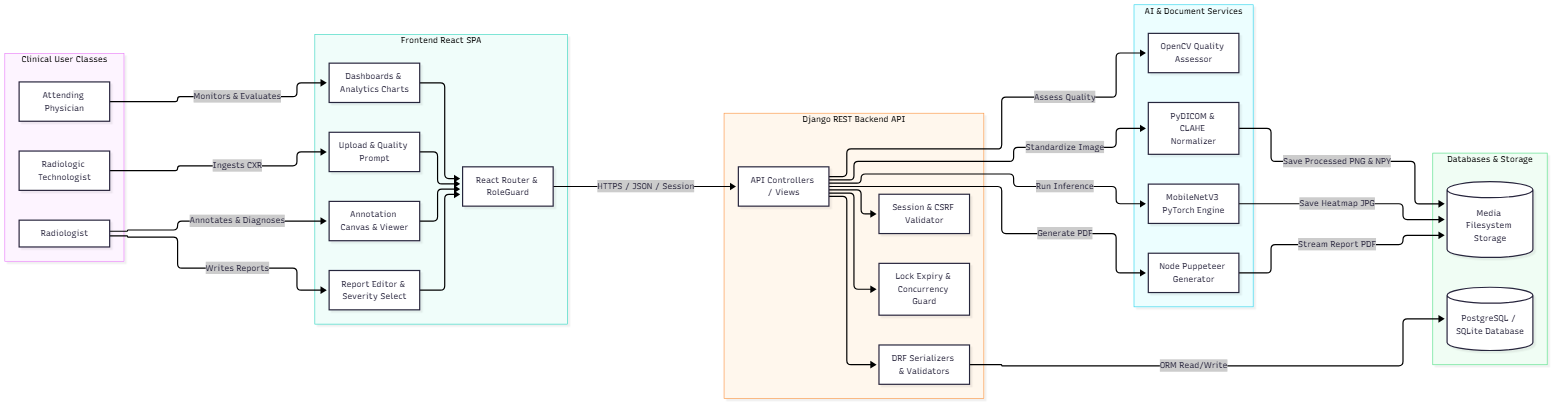 Clinical User Classes
Attending
Physician
Radiologic
Technologist
Radiologist
Monitors & Evaluates
Ingests CXR
Annotates & Diagnoses
Writes Reports
Frontend React SPA
Dashboards &
Analytics Charts
Upload & Quality
Prompt
Annotation
Canvas & Viewer
Report Editor &
Severity Select
React Router &
RoleGuard
HTTPS / JSON / Session
Django REST Backend API
API Controllers
/ Views
Session & CSRF
Validator
Lock Expiry &
Concurrency
Guard
DRF Serializers
& Validators
Assess Quality
Standardize Image
Run Inference
Generate PDF
AI & Document Services
OpenCV Quality
Assessor
PyDICOM &
CLAHE
Normalizer
MobileNetV3
PyTorch Engine
Node Puppeteer
Generator
Save Processed PNG & NPY
Save Heatmap JPG
Stream Report PDF
ORM Read/Write
Databases & Storage
Media
Filesystem
Storage
PostgreSQL /
SQLite Database